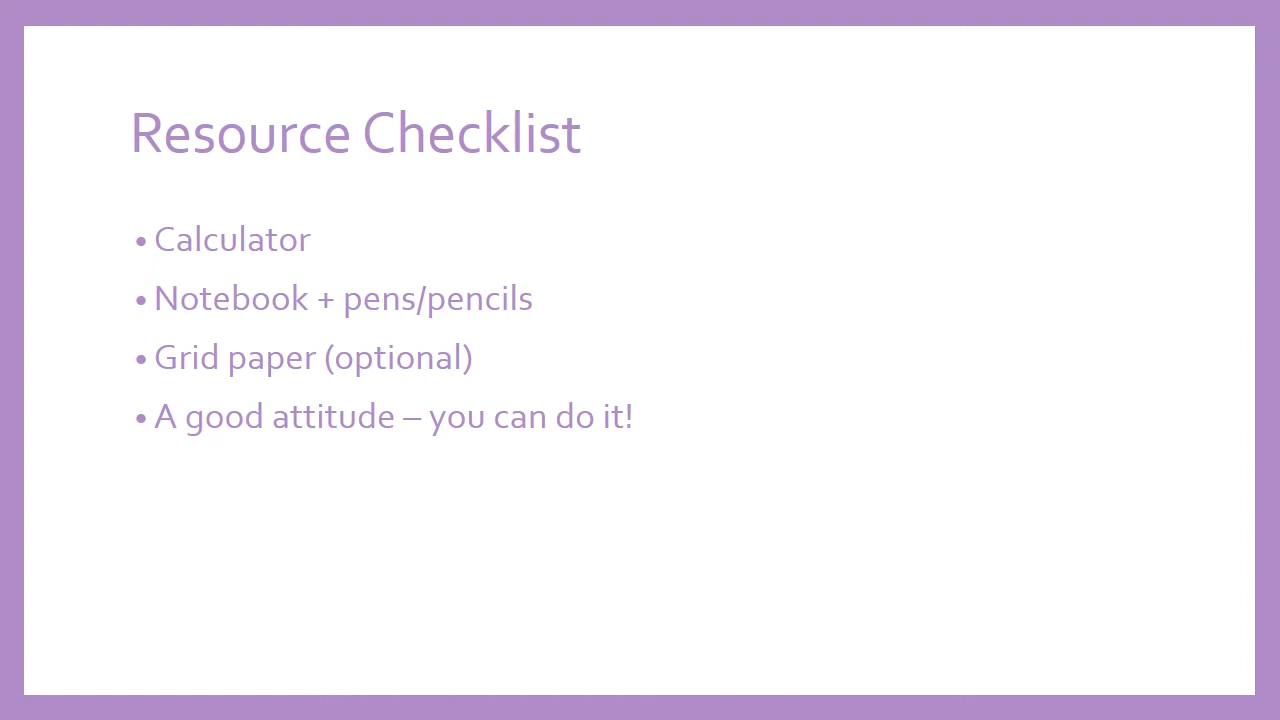 Resource Checklist
• Calculator
• Notebook + pens/pencils
• Grid paper (optional)
• A good attitude – you can do it!